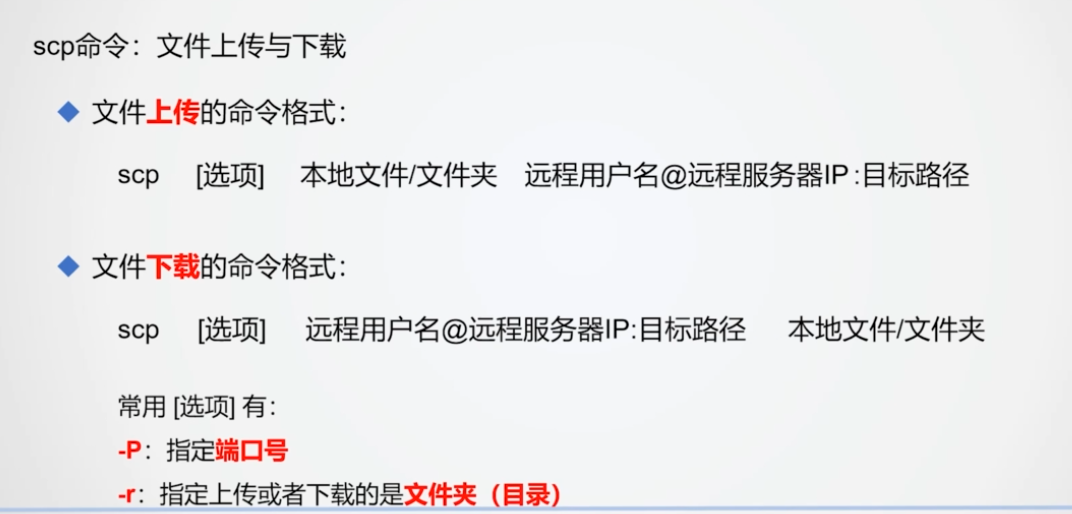 scp命令：文件上传与下载
文件上传的命令格式：
scp [选项] 本地文件/文件夹 远程用户名@远程服务器IP :目标路径
文件下载的命令格式：
scp [选项] 远程用户名@远程服务器IP:目标路径 本地文件/文件夹
常用 [选项] 有：
-P：指定端口号
-r：指定上传或者下载的是文件夹（目录）